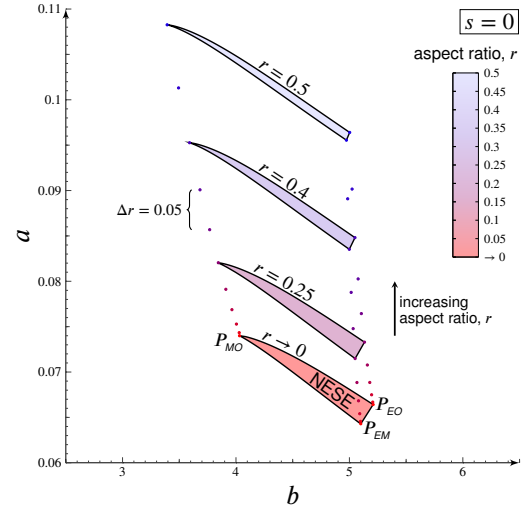 0.11
s = 0
aspect ratio, r
0.5
0.45
0.4
0.35
0.3
0.25
0.2
0.15
0.1
0.05
→ 0
r = 0.5
0.1
r = 0.4
0.09
Δr = 0.05
a
r = 0.25
0.08
increasing
aspect ratio, r
P_MO
r → 0
NESE
0.07
P_EO
P_EM
0.06
3
4
5
6
b